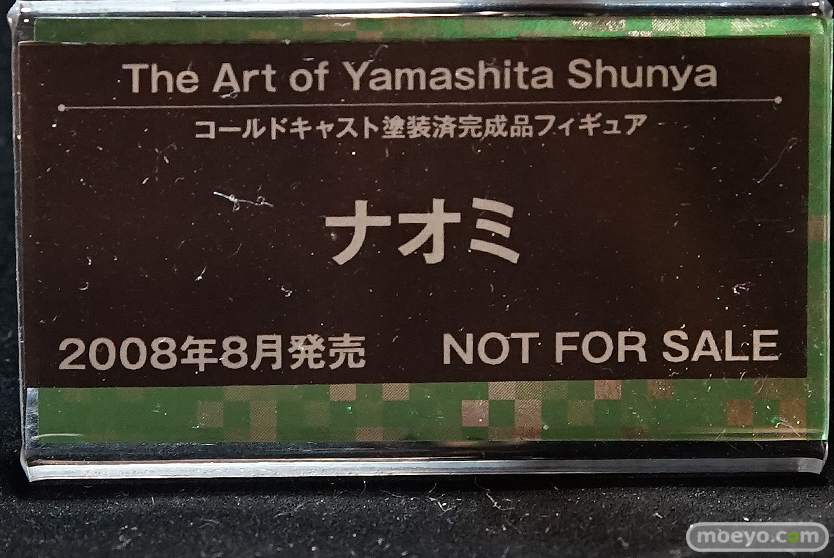 The Art of Yamashita Shunya
コールドキャスト塗装済完成品フィギュア
ナオミ
2008年8月発売 NOT FOR SALE
moeyo.com